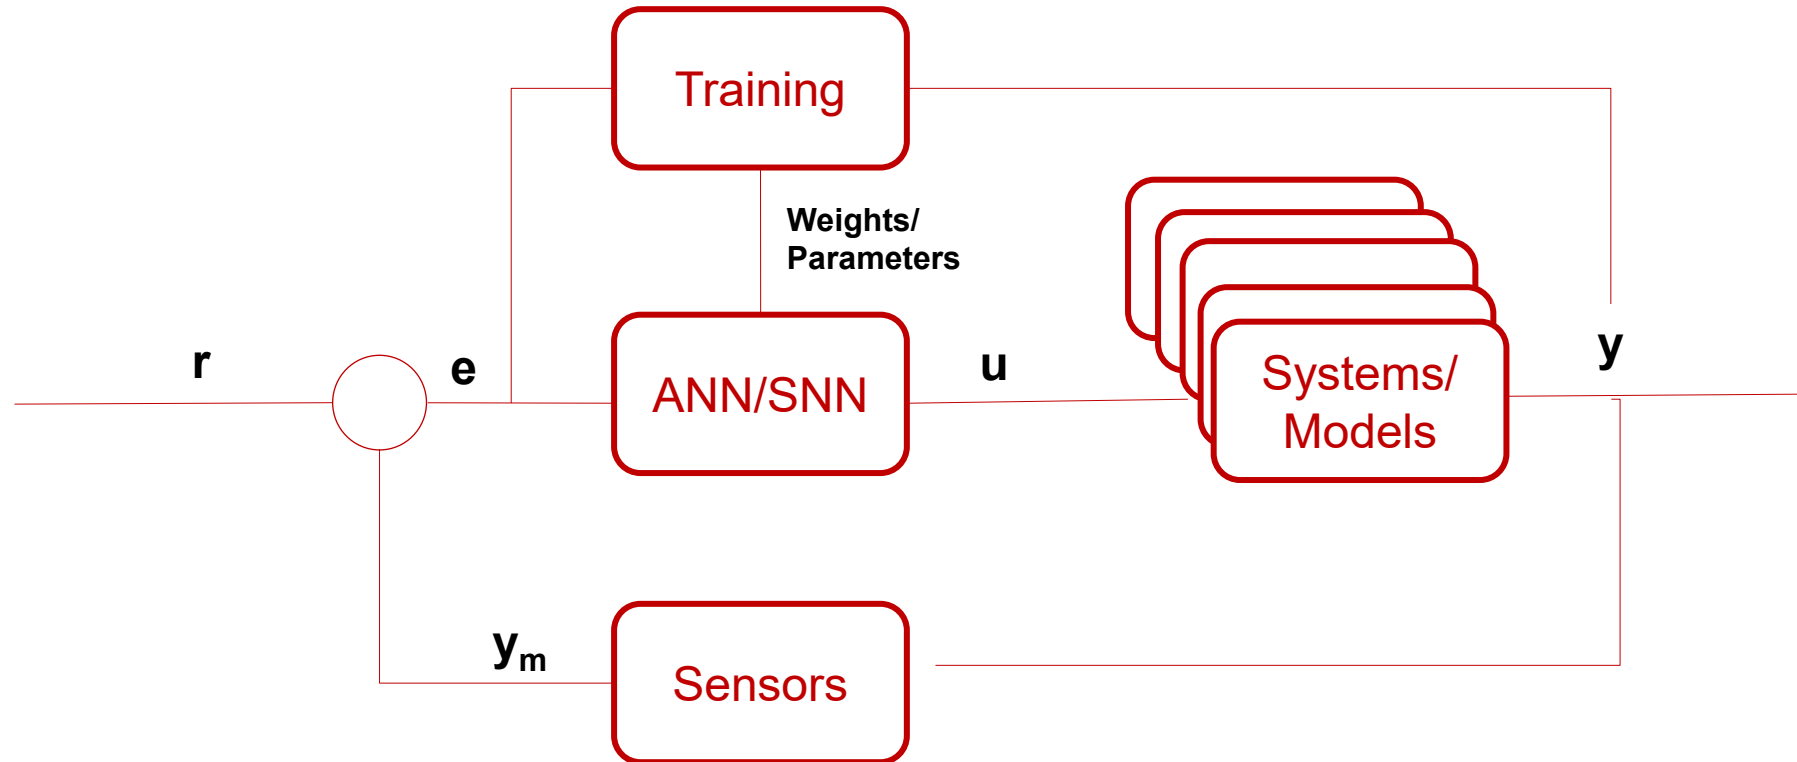 Training
Weights/
Parameters
r
e
ANN/SNN
u
Systems/
Models
y
yₘ
Sensors